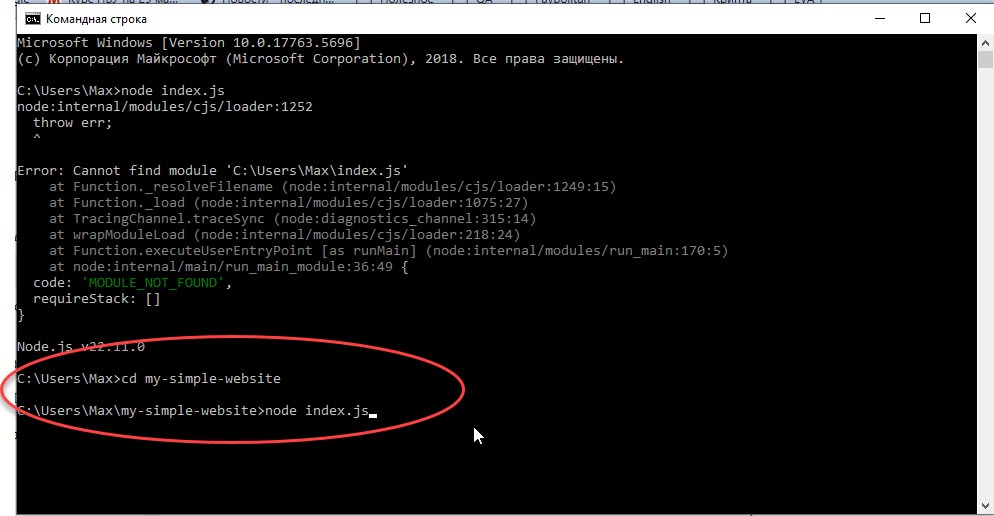 Командная строка
Microsoft Windows [Version 10.0.17763.5696]
(c) Корпорация Майкрософт (Microsoft Corporation), 2018. Все права защищены.
C:\Users\Max>node index.js
node:internal/modules/cjs/loader:1252
  throw err;
  ^
Error: Cannot find module 'C:\Users\Max\index.js'
    at Function._resolveFilename (node:internal/modules/cjs/loader:1249:15)
    at Function._load (node:internal/modules/cjs/loader:1075:27)
    at TracingChannel.traceSync (node:diagnostics_channel:315:14)
    at wrapModuleLoad (node:internal/modules/cjs/loader:218:24)
    at Function.executeUserEntryPoint [as runMain] (node:internal/modules/run_main:170:5)
    at node:internal/main/run_main_module:36:49 {
  code: 'MODULE_NOT_FOUND',
  requireStack: []
}
Node.js v22.11.0
C:\Users\Max>cd my-simple-website
C:\Users\Max\my-simple-website>node index.js